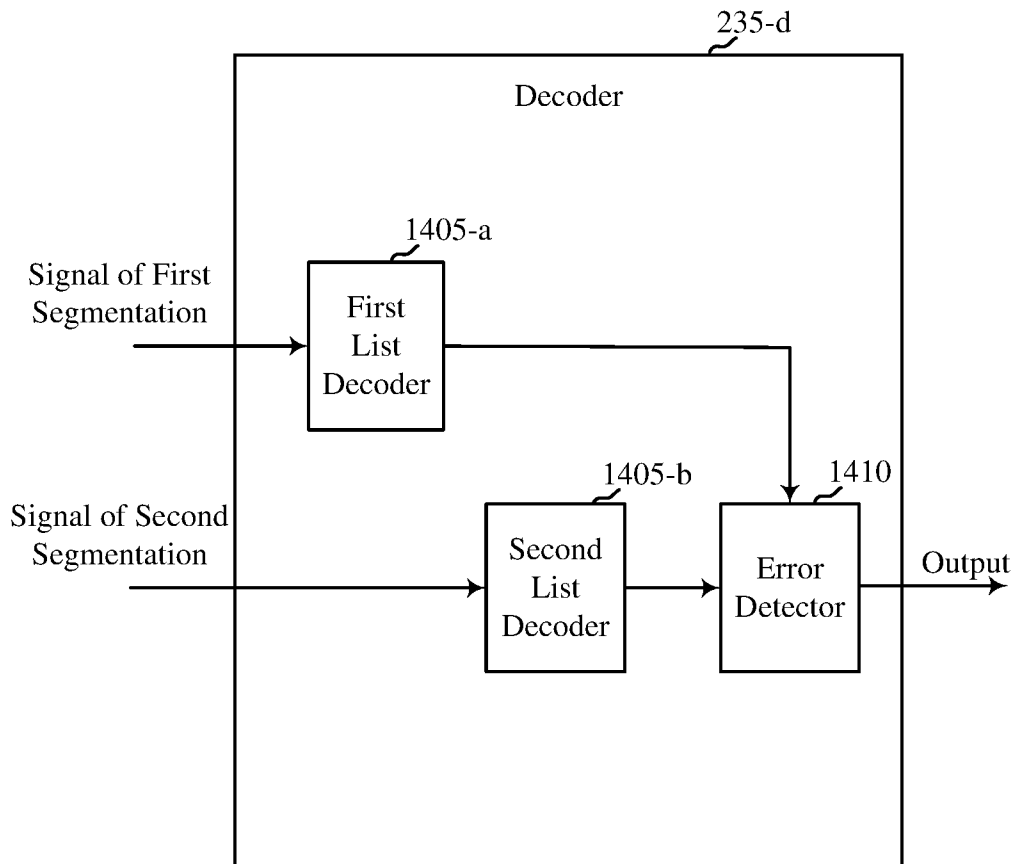 235-d
Decoder
1405-a
Signal of First
Segmentation
First
List
Decoder
1405-b
1410
Signal of Second
Segmentation
Second
List
Decoder
Error
Detector
Output